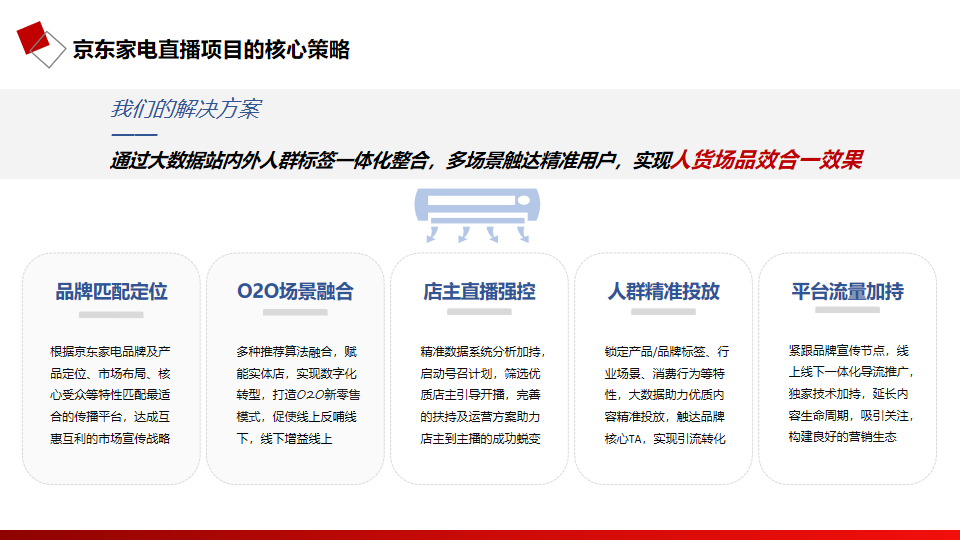 京东家电直播项目的核心策略
我们的解决方案
通过大数据站内外人群标签一体化整合，多场景触达精准用户，实现人货场品效合一效果
品牌匹配定位
根据京东家电品牌及产
品定位、市场布局、核
心受众等特性匹配最适
合的传播平台，达成互
惠互利的市场宣传战略
O2O场景融合
多种推荐算法融合，赋
能实体店，实现数字化
转型，打造O2O新零售
模式，促使线上反哺线
下，线下增益线上
店主直播强控
精准数据系统分析加持，
启动号召计划，筛选优
质店主引导开播，完善
的扶持及运营方案助力
店主到主播的成功蜕变
人群精准投放
锁定产品/品牌标签、行
业场景、消费行为等特
性，大数据助力优质内
容精准投放，触达品牌
核心TA，实现引流转化
平台流量加持
紧跟品牌宣传节点，线
上线下一体化导流推广，
独家技术加持，延长内
容生命周期，吸引关注，
构建良好的营销生态